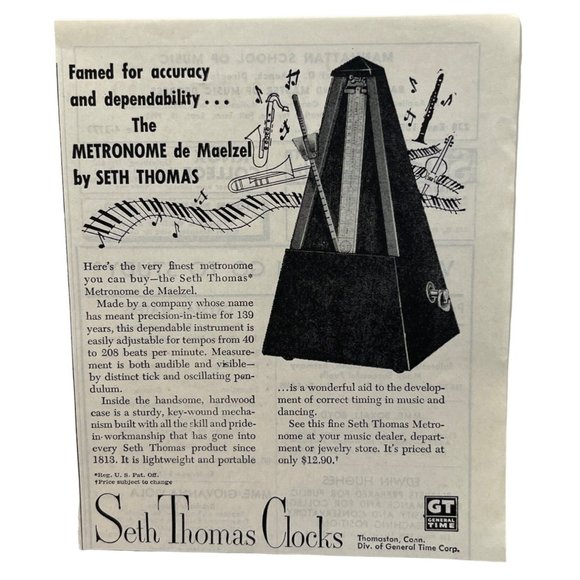 Famed for accuracy
and dependability...
The
METRONOME de Maelzel
by SETH THOMAS
Here's the very finest metronome
you can buy—the Seth Thomas*
Metronome de Maelzel.
Made by a company whose name
has meant precision-in-time for 139
years, this dependable instrument is
easily adjustable for tempos from 40
to 208 beats per minute. Measure-
ment is both audible and visible—
by distinct tick and oscillating pen-
dulum.
Inside the handsome, hardwood
case is a sturdy, key-wound mecha-
nism built with all the skill and pride-
in-workmanship that has gone into
every Seth Thomas product since
1813. It is lightweight and portable
*Reg. U. S. Pat. Off.
†Price subject to change
...is a wonderful aid to the develop-
ment of correct timing in music and
dancing.
See this fine Seth Thomas Metro-
nome at your music dealer, depart-
ment or jewelry store. It's priced at
only $12.90.†
Seth Thomas Clocks
Thomaston, Conn.
Div. of General Time Corp.
GT
GENERAL
TIME